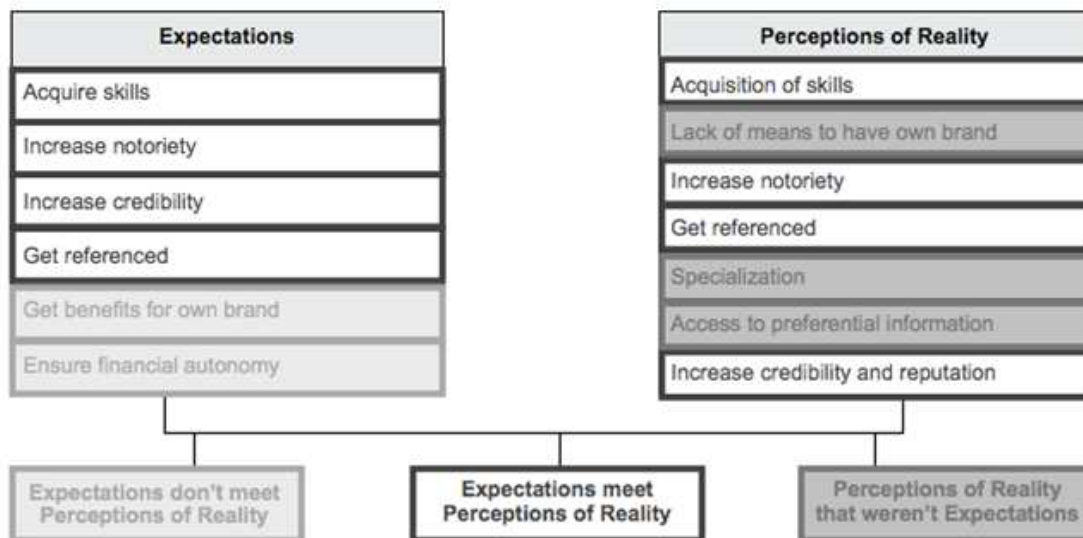 Expectations
Acquire skills
Increase notoriety
Increase credibility
Get referenced
Get benefits for own brand
Ensure financial autonomy
Perceptions of Reality
Acquisition of skills
Lack of means to have own brand
Increase notoriety
Get referenced
Specialization
Access to preferential information
Increase credibility and reputation
Expectations don't meet
Perceptions of Reality
Expectations meet
Perceptions of Reality
Perceptions of Reality
that weren't Expectations